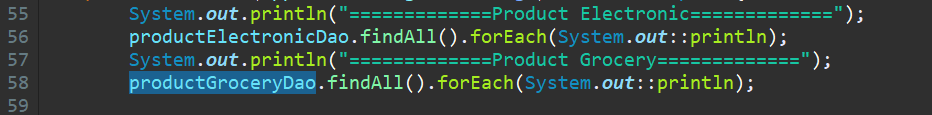 55 System.out.println("=============Product Electronic=============");
56 productElectronicDao.findAll().forEach(System.out::println);
57 System.out.println("=============Product Grocery=============");
58 productGroceryDao.findAll().forEach(System.out::println);
59